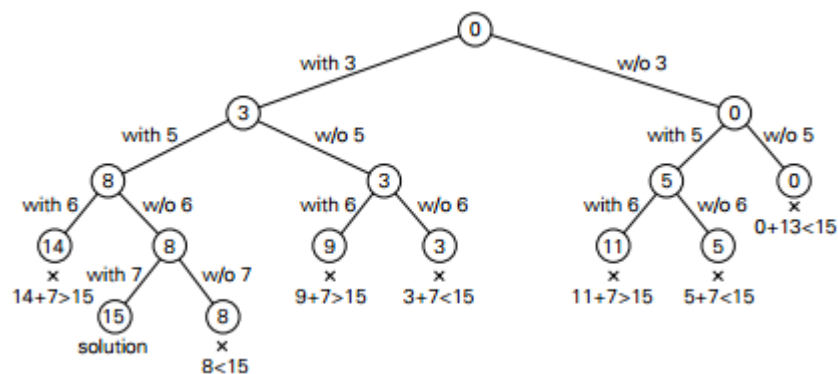 0
with 3
w/o 3
3
0
with 5
w/o 5
with 5
w/o 5
8
3
5
0
with 6
w/o 6
with 6
w/o 6
with 6
w/o 6
×
0+13<15
14
8
9
3
11
5
×
with 7
w/o 7
×
×
×
×
14+7>15
9+7>15
3+7<15
11+7>15
5+7<15
15
8
solution
×
8<15